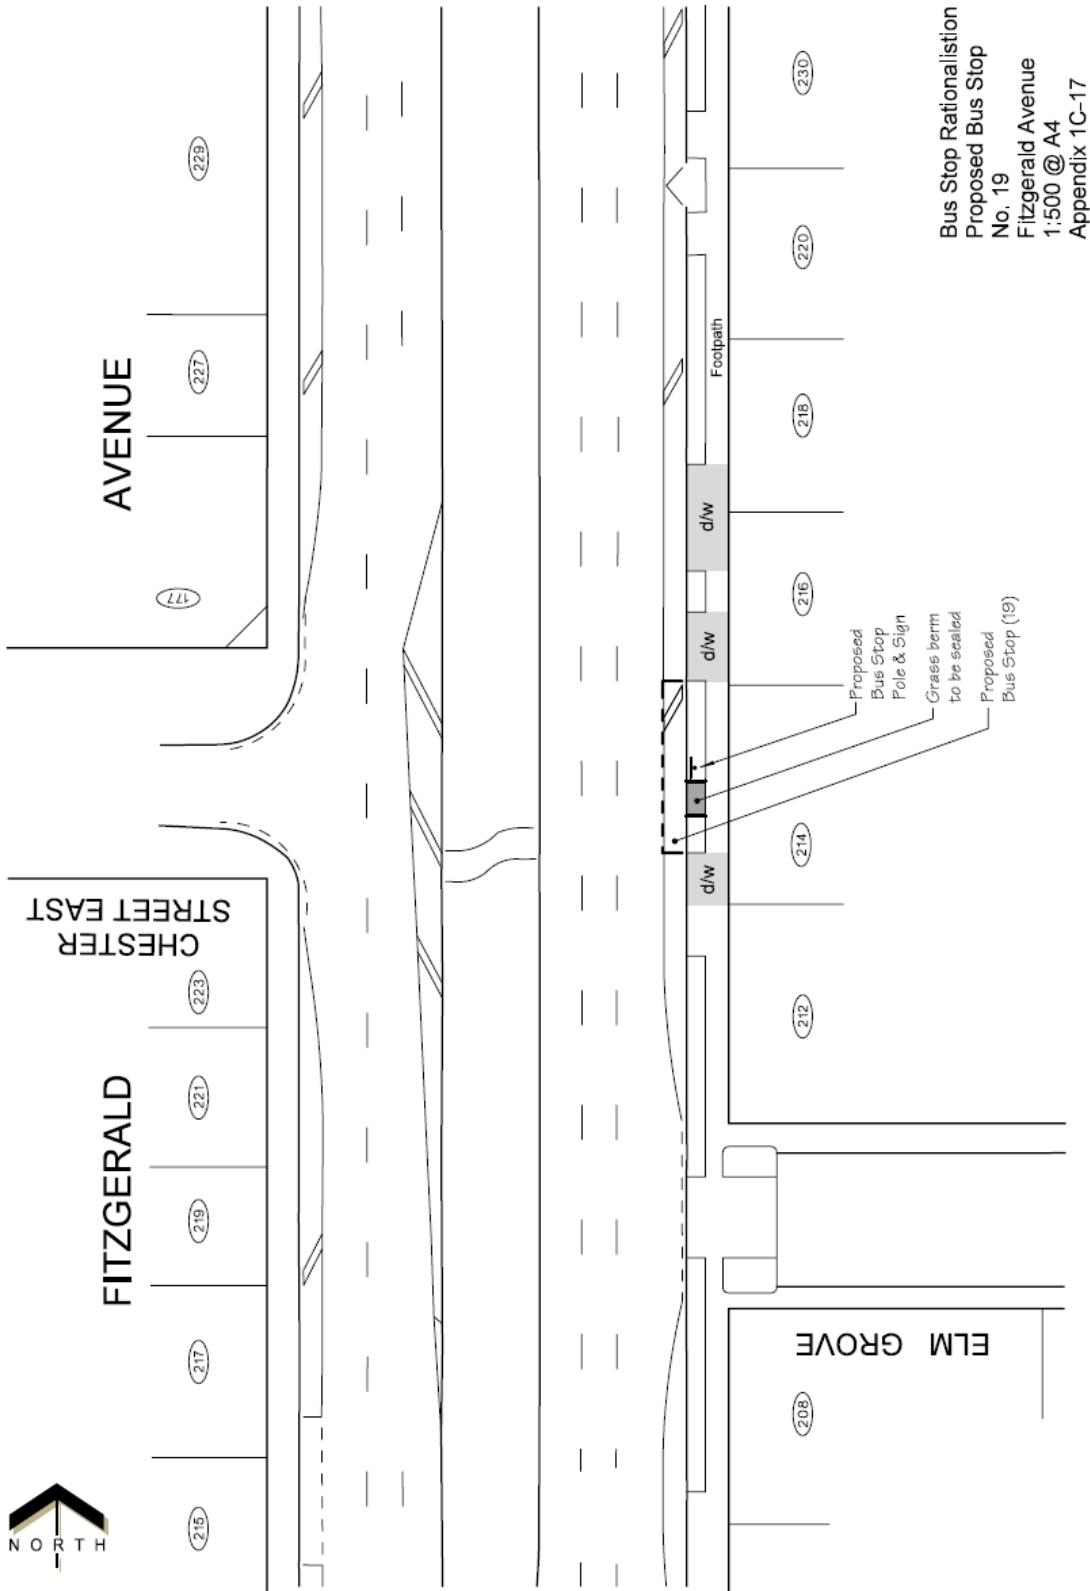 AVENUE
FITZGERALD
CHESTER
STREET EAST
ELM GROVE
229
227
177
223
221
219
217
215
230
220
218
216
214
212
208
Footpath
d/w
d/w
d/w
Proposed
Bus Stop
Pole & Sign
Grass berm
to be sealed
Proposed
Bus Stop (19)
Bus Stop Rationalistion
Proposed Bus Stop
No. 19
Fitzgerald Avenue
1:500 @ A4
Appendix 1C-17
NORTH